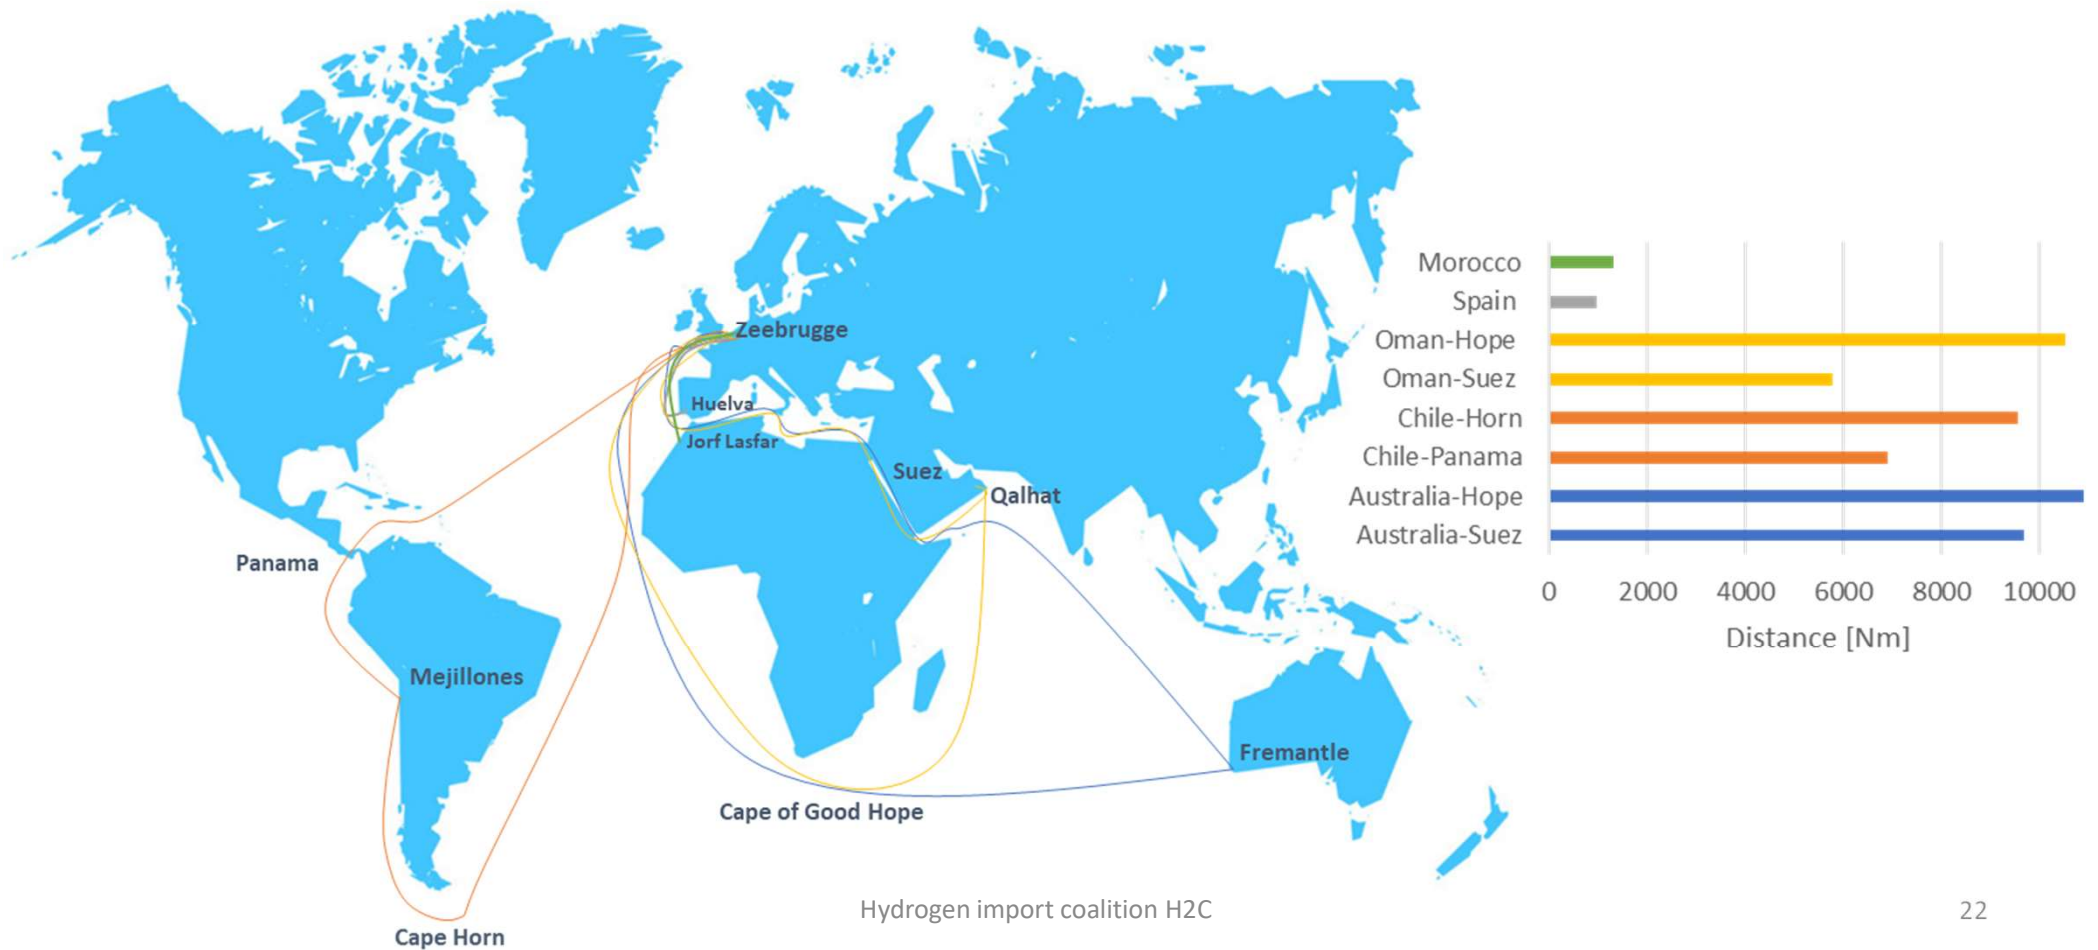 Zeebrugge
Huelva
Jorf Lasfar
Suez
Qalhat
Panama
Mejillones
Fremantle
Cape of Good Hope
Cape Horn
Morocco
Spain
Oman-Hope
Oman-Suez
Chile-Horn
Chile-Panama
Australia-Hope
Australia-Suez
0 2000 4000 6000 8000 10000
Distance [Nm]
Hydrogen import coalition H2C
22